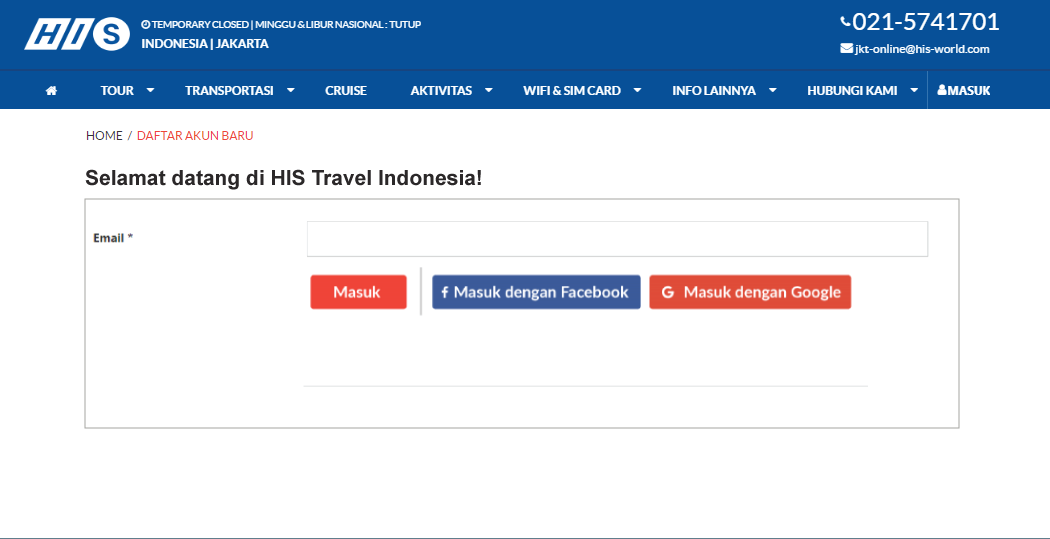 HIS
TEMPORARY CLOSED | MINGGU & LIBUR NASIONAL : TUTUP
INDONESIA | JAKARTA
021-5741701
jkt-online@his-world.com
TOUR TRANSPORTASI CRUISE AKTIVITAS WIFI & SIM CARD INFO LAINNYA HUBUNGI KAMI MASUK
HOME / DAFTAR AKUN BARU
Selamat datang di HIS Travel Indonesia!
Email *
Masuk f Masuk dengan Facebook G Masuk dengan Google